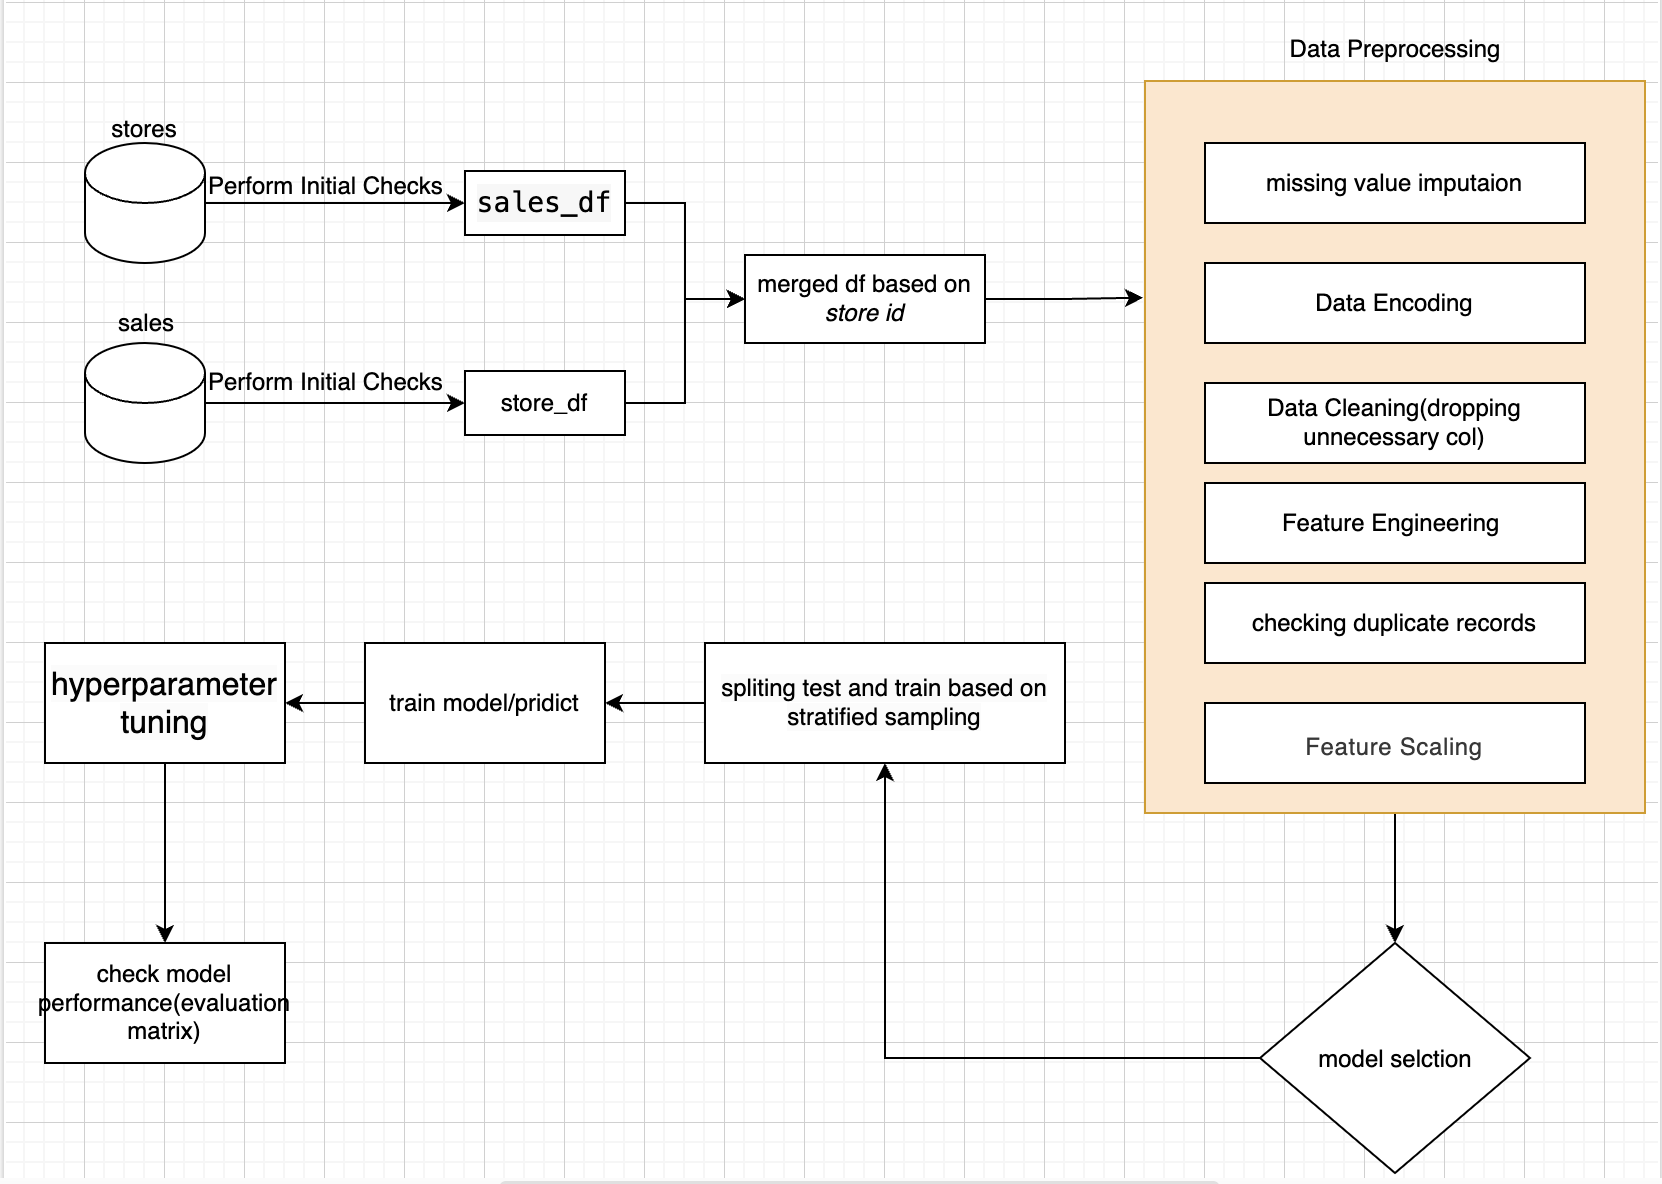 stores
Perform Initial Checks
sales_df
sales
Perform Initial Checks
store_df
merged df based on
store id
Data Preprocessing
missing value imputaion
Data Encoding
Data Cleaning(dropping
unnecessary col)
Feature Engineering
checking duplicate records
Feature Scaling
model selction
spliting test and train based on
stratified sampling
train model/pridict
hyperparameter
tuning
check model
performance(evaluation
matrix)